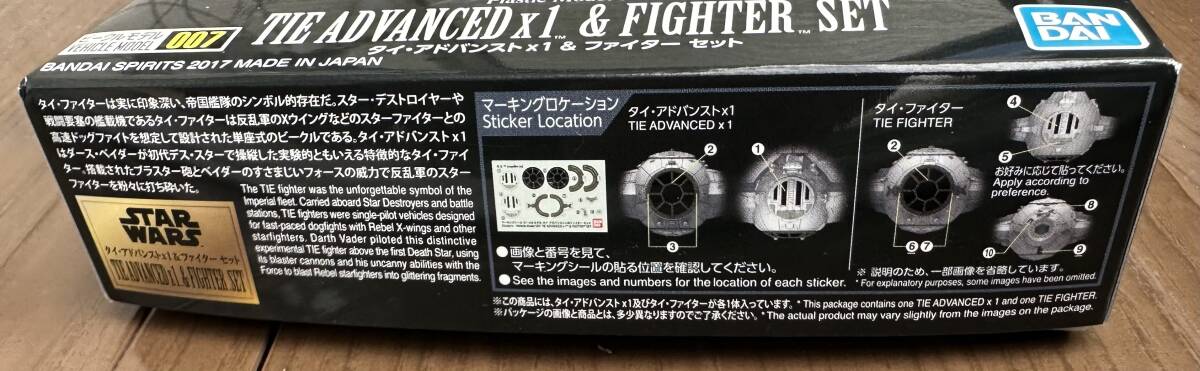 TIE ADVANCED x1™ & FIGHTER™ SET
ビークルモデル
VEHICLE MODEL 007
タイ・アドバンスト x1 & ファイター セット
BAN
DAI
BANDAI SPIRITS 2017 MADE IN JAPAN
タイ・ファイターは実に印象深い、帝国艦隊のシンボル的存在だ。スター・デストロイヤーや
戦闘要塞の艦載機であるタイ・ファイターは反乱軍のXウイングなどのスターファイターとの
高速ドッグファイトを想定して設計された単座式のビークルである。タイ・アドバンスト x1
はダース・ベイダーが初代デス・スターで操縦した実験的ともいえる特徴的なタイ・ファイ
ター。搭載されたブラスター砲とベイダーのすさまじいフォースの威力で反乱軍のスター
ファイターを粉々に打ち砕いた。
The TIE fighter was the unforgettable symbol of the
Imperial fleet. Carried aboard Star Destroyers and battle
stations, TIE fighters were single-pilot vehicles designed
for fast-paced dogfights with Rebel X-wings and other
starfighters. Darth Vader piloted this distinctive
experimental TIE fighter above the first Death Star, using
its blaster cannons and his uncanny abilities with the
Force to blast Rebel starfighters into glittering fragments.
STAR
WARS
タイ・アドバンスト x1 & ファイター セット
TIE ADVANCED x1 & FIGHTER SET
マーキングロケーション
Sticker Location
タイ・アドバンスト x1
TIE ADVANCED x 1
② ①
③
タイ・ファイター
TIE FIGHTER
②
⑥ ⑦
④
⑤
お好みに応じて貼ってください。
Apply according to
preference.
⑧
⑩ ⑨
●画像と番号を見て、
マーキングシールの貼る位置を確認してください。
●See the images and numbers for the location of each sticker.
※ 説明のため、一部画像を省略しています。
* For explanatory purposes, some images have been omitted.
※この商品には、タイ・アドバンスト x1及びタイ・ファイターが各1体入っています。 * This package contains one TIE ADVANCED x 1 and one TIE FIGHTER.
※パッケージの画像と商品とは、多少異なりますのでご了承ください。 * The actual product may vary slightly from the images on the package.